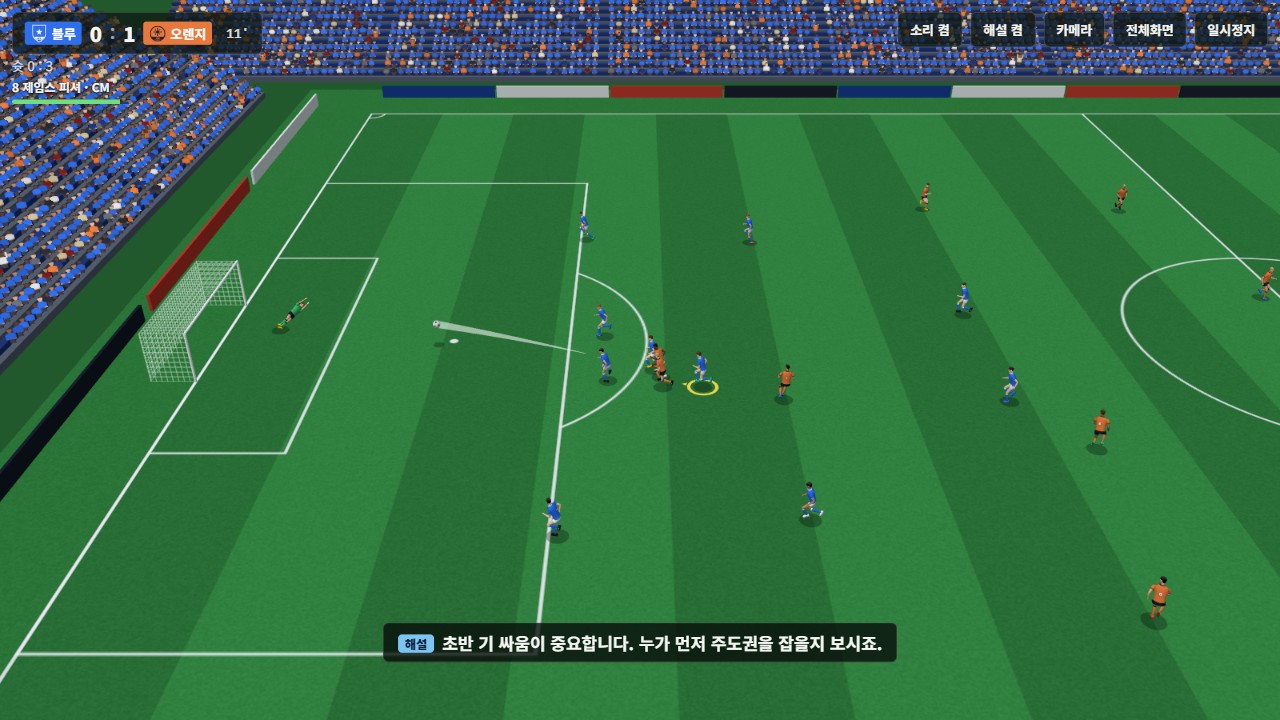 블루 0 : 1 오렌지 11'
슛 0 : 3
8 제임스 피셔 · CM
소리 켬 해설 켬 카메라 전체화면 일시정지
해설 초반 기 싸움이 중요합니다. 누가 먼저 주도권을 잡을지 보시죠.